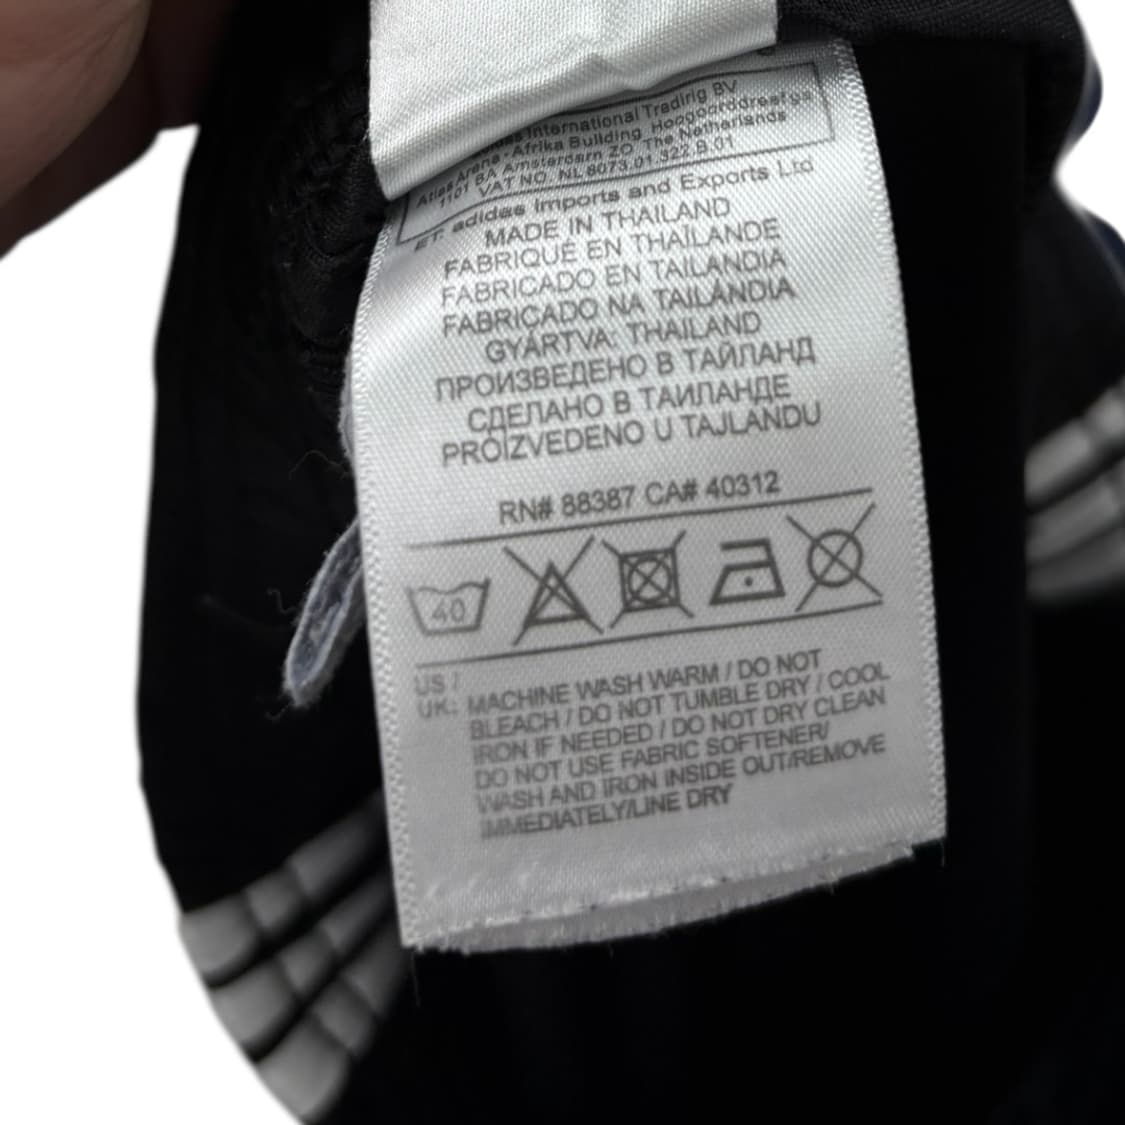 International Tradirig BV
Atlas Arena - Afrika Building Hoogoorddreef 9a
1101 BA Amsterdam ZO The Netherlands
VAT NO. NL8073.01.322.B.01
ET: adidas Imports and Exports Ltd
MADE IN THAILAND
FABRIQUÉ EN THAÏLANDE
FABRICADO EN TAILANDIA
FABRICADO NA TAILÂNDIA
GYÁRTVA: THAILAND
ПРОИЗВЕДЕНО В ТАЙЛАНД
СДЕЛАНО В ТАИЛАНДЕ
PROIZVEDENO U TAJLANDU
RN# 88387 CA# 40312
40
US /
UK: MACHINE WASH WARM / DO NOT
BLEACH / DO NOT TUMBLE DRY / COOL
IRON IF NEEDED / DO NOT DRY CLEAN
DO NOT USE FABRIC SOFTENER/
WASH AND IRON INSIDE OUT/REMOVE
IMMEDIATELY/LINE DRY